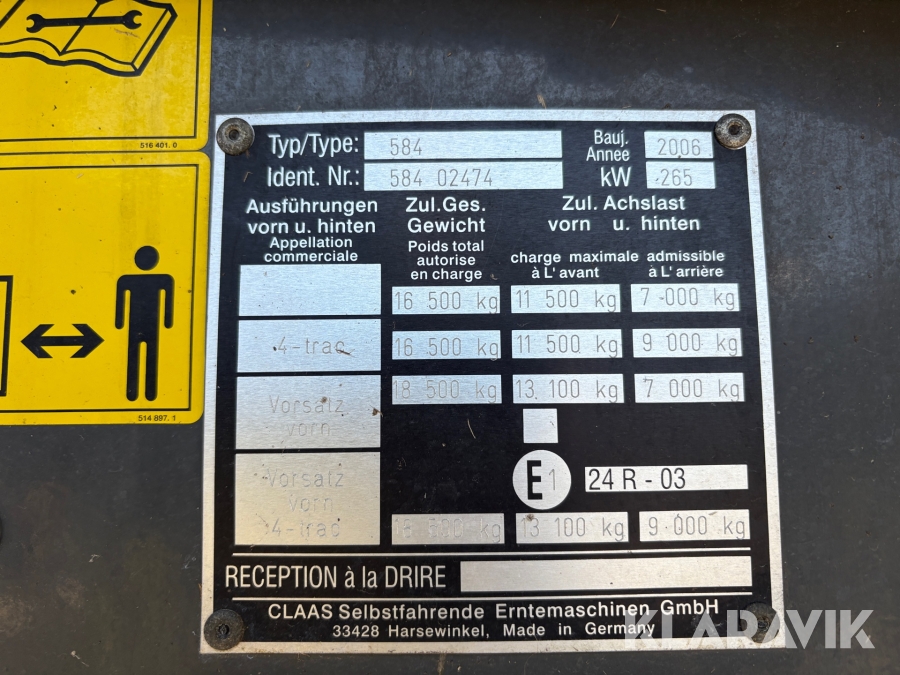 516 401. 0
514 897. 1
Typ/Type: 584 Bauj. Annee 2006
Ident. Nr.: 584 02474 kW 265
Ausführungen vorn u. hinten
Appellation commerciale
Zul.Ges. Gewicht
Poids total autorise en charge
Zul. Achslast vorn u. hinten
charge maximale admissible
à L' avant à L' arrière
16 500 kg 11 500 kg 7 000 kg
4-trac 16 500 kg 11 500 kg 9 000 kg
Vorsatz vorn 18 500 kg 13 100 kg 7 000 kg
E1 24 R - 03
Vorsatz vorn 4-trac 18 500 kg 13 100 kg 9 000 kg
RECEPTION à la DRIRE
CLAAS Selbstfahrende Erntemaschinen GmbH
33428 Harsewinkel, Made in Germany
KLARAVIK